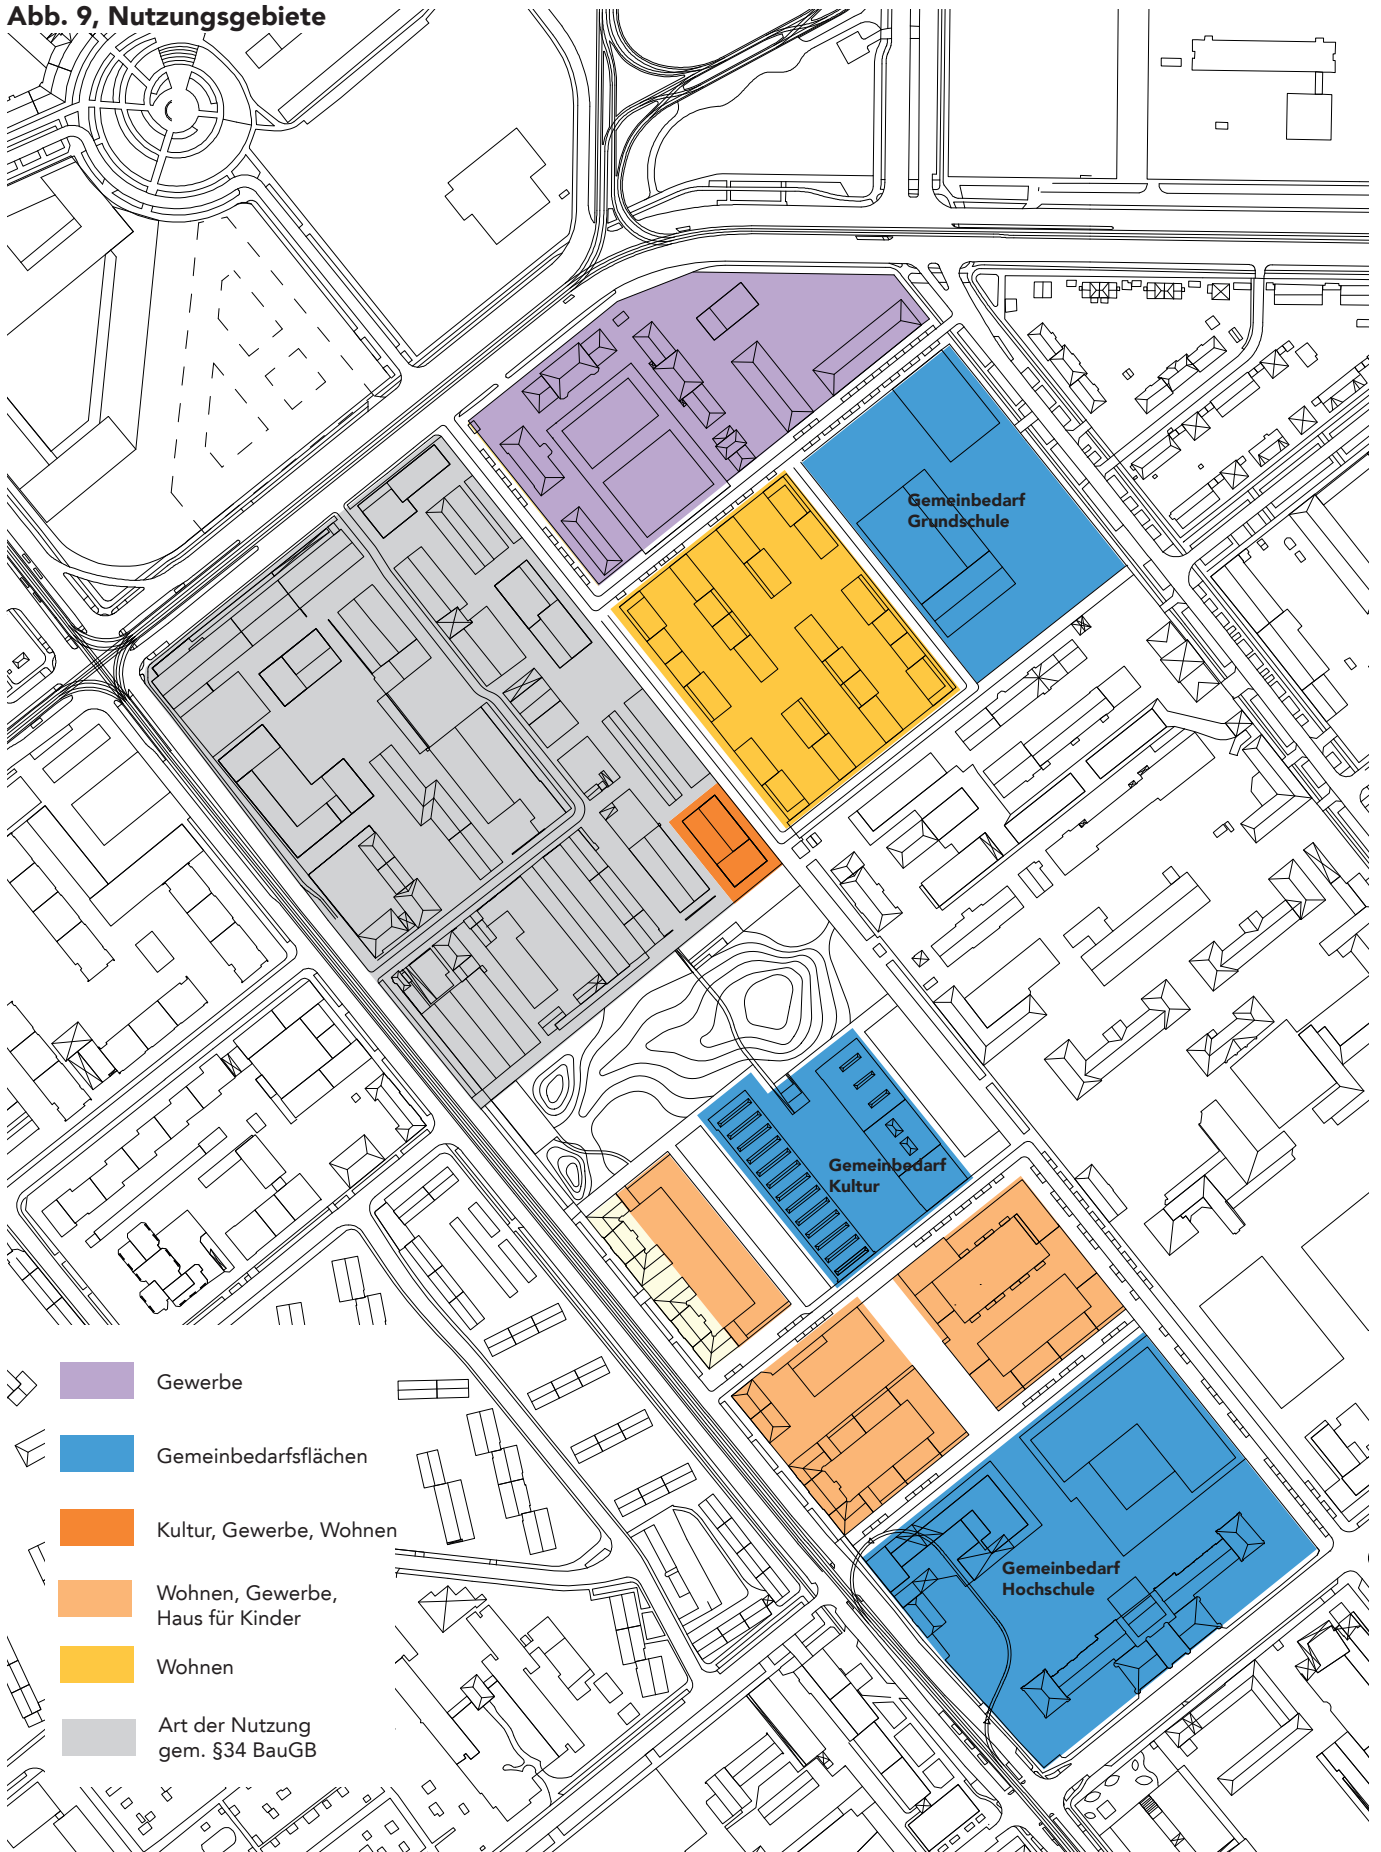 Abb. 9, Nutzungsgebiete
Gemeinbedarf
Grundschule
Gemeinbedarf
Kultur
Gewerbe
Gemeinbedarfsflächen
Kultur, Gewerbe, Wohnen
Gemeinbedarf
Hochschule
Wohnen, Gewerbe,
Haus für Kinder
Wohnen
Art der Nutzung
gem. §34 BauGB